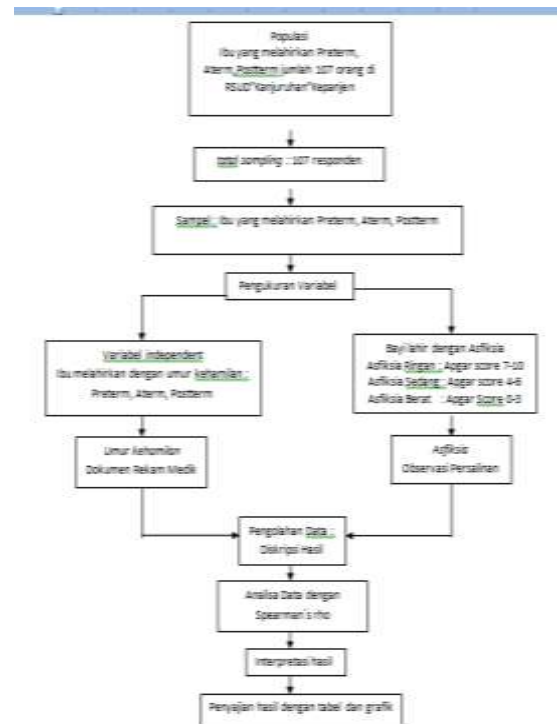 Populasi
Ibu yang melahirkan Preterm,
Aterm,Postterm jumlah 107 orang di
RSUD"Kanjuruhan"Kepanjen
total sampling : 107 responden
Sampel : Ibu yang melahirkan Preterm, Aterm, Postterm
Pengukuran Variabel
Variabel Independent
Ibu melahirkan dengan umur kehamilan :
Preterm, Aterm, Postterm
Bayi lahir dengan Asfiksia
Asfiksia Ringan : Apgar score 7-10
Asfiksia Sedang : Apgar score 4-6
Asfiksia Berat : Apgar Score 0-3
Umur Kehamilan
Dokumen Rekam Medik
Asfiksia
Observasi Persalinan
Pengolahan Data :
Diskripsi Hasil
Analisa Data dengan
Spearman's rho
Interpretasi hasil
Penyajian hasil dengan tabel dan grafik